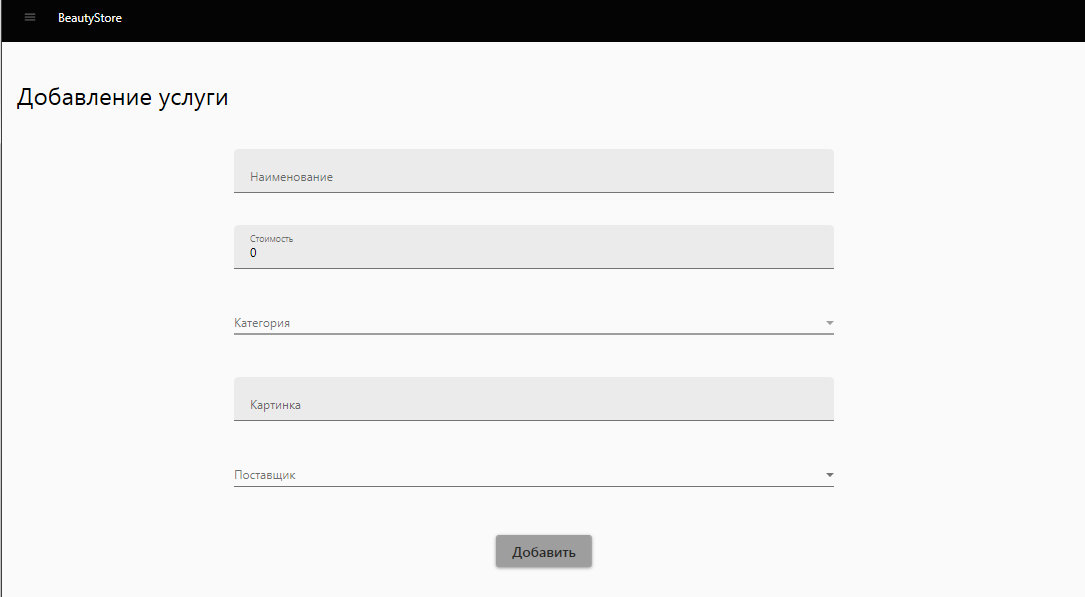 BeautyStore
Добавление услуги
Наименование
Стоимость
0
Категория
Картинка
Поставщик
Добавить